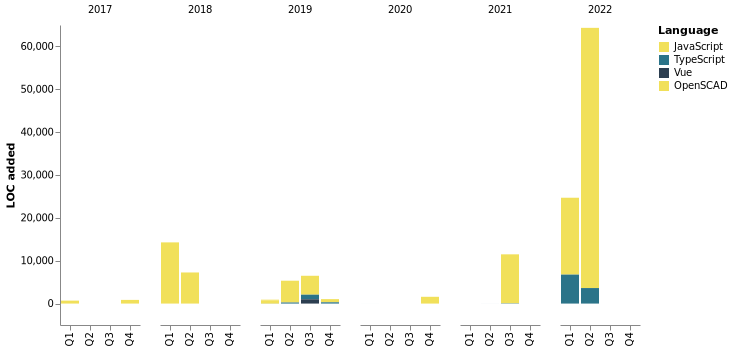 2017 2018 2019 2020 2021 2022
Language
JavaScript
TypeScript
Vue
OpenSCAD
LOC added
60,000
50,000
40,000
30,000
20,000
10,000
0
Q1 Q2 Q3 Q4 Q1 Q2 Q3 Q4 Q1 Q2 Q3 Q4 Q1 Q2 Q3 Q4 Q1 Q2 Q3 Q4 Q1 Q2 Q3 Q4